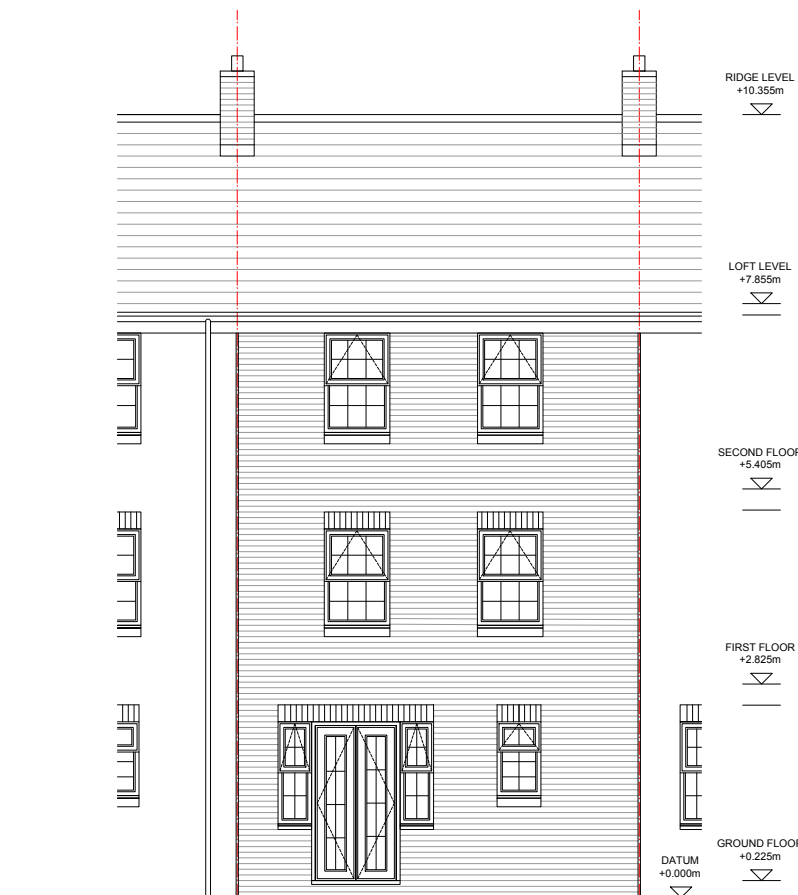 RIDGE LEVEL
+10.355m
LOFT LEVEL
+7.855m
SECOND FLOOR
+5.405m
FIRST FLOOR
+2.825m
GROUND FLOOR
+0.225m
DATUM
+0.000m